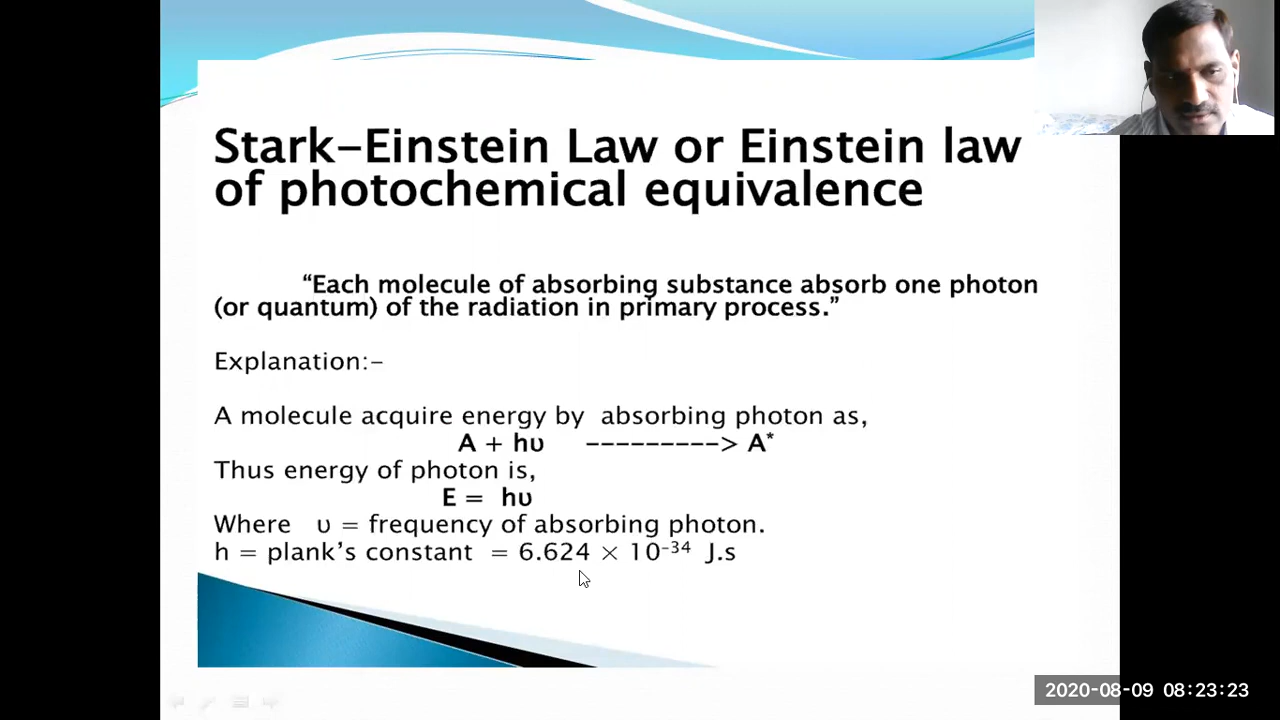 Stark-Einstein Law or Einstein law
of photochemical equivalence
“Each molecule of absorbing substance absorb one photon
(or quantum) of the radiation in primary process.”
Explanation:-
A molecule acquire energy by absorbing photon as,
A + hυ ---------> A*
Thus energy of photon is,
E = hυ
Where υ = frequency of absorbing photon.
h = plank’s constant = 6.624 × 10⁻³⁴ J.s
2020-08-09 08:23:23